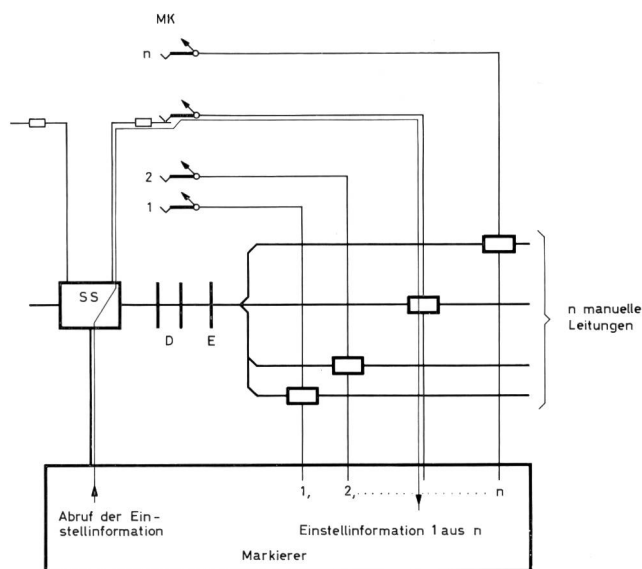 MK
n
2
1
SS
D
E
n manuelle
Leitungen
1, 2, . . . . . . . . . . . . . . . . n
Abruf der Ein-
stellinformation
Einstellinformation 1 aus n
Markierer